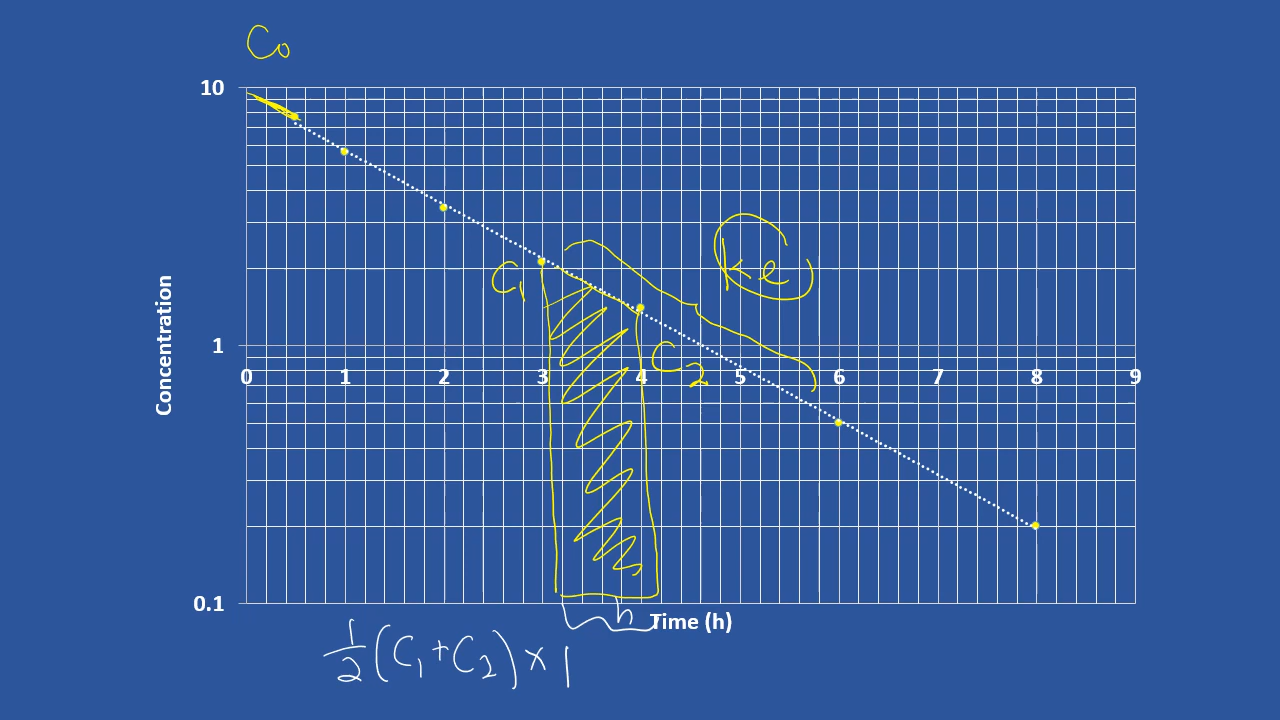 C₀
10
Concentration
ke
C₁
1
C₂
0 1 2 3 4 5 6 7 8 9
0.1
h
Time (h)
½(C₁+C₂)×1